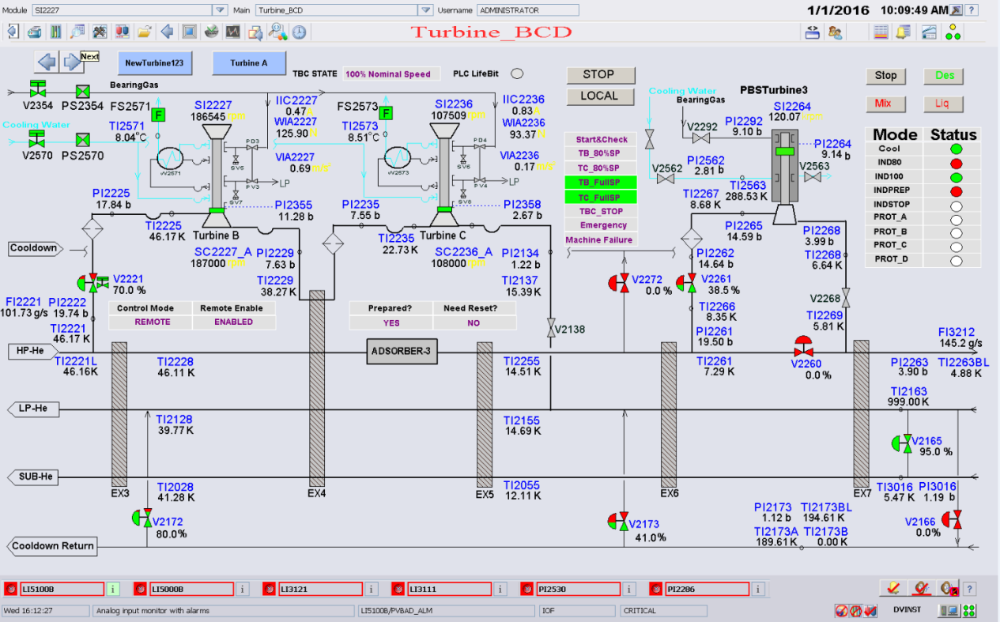 Module SI2227 Main Turbine_BCD Username ADMINISTRATOR 1/1/2016 10:09:49 AM ?
Turbine_BCD
Next
NewTurbine123
Turbine A
TBC STATE 100% Nominal Speed PLC LifeBit
STOP
LOCAL
Stop Des
Mix Liq
Mode Status
Cool
IND80
IND100
INDPREP
INDSTOP
PROT_A
PROT_B
PROT_C
PROT_D
BearingGas
V2354 PS2354 FS2571
F
Cooling Water
V2570 PS2570
TI2571
8.04°C
SI2227
186545 rpm
IIC2227
0.47 A
WIA2227
125.90 N
VIA2227
0.69 m/s²
W2571
PD3
SV5
PV3
LP
SV7
PI2225
17.84 b
PI2355
11.28 b
TI2225
46.17 K
Turbine B
SC2227_A
187000 rpm
PI2229
7.63 b
TI2229
38.27 K
FS2573
F
TI2573
8.51°C
SI2236
107509 rpm
IIC2236
0.83 A
WIA2236
93.37 N
VIA2236
0.17 m/s²
W2573
PD4
PV4
LP
SV8
PI2235
7.55 b
PI2358
2.67 b
TI2235
22.73 K
Turbine C
SC2236_A
108000 rpm
PI2134
1.22 b
TI2137
15.39 K
Start&Check
TB_80%SP
TC_80%SP
TB_FullSP
TC_FullSP
TBC_STOP
Emergency
Machine Failure
Cooling Water
BearingGas
PBSTurbine3
SI2264
120.07 rpm
V2292
PI2292
9.10 b
PI2264
9.14 b
V2562
PI2562
2.81 b
V2563
TI2563
288.53 K
TI2267
8.68 K
PI2265
14.59 b
PI2268
3.99 b
TI2268
6.64 K
PI2262
14.64 b
V2261
38.5 %
V2272
0.0 %
TI2266
8.35 K
PI2261
19.50 b
V2268
TI2269
5.81 K
Cooldown
V2221
70.0 %
FI2221 PI2222
101.73 g/s 19.74 b
TI2221
46.17 K
Control Mode Remote Enable
REMOTE ENABLED
Prepared? Need Reset?
YES NO
V2138
HP-He
ADSORBER-3
V2260
0.0 %
FI3212
145.2 g/s
TI2221L
46.16K
TI2228
46.11 K
TI2255
14.51 K
TI2261
7.29 K
PI2263
3.90 b
TI2263BL
4.88 K
LP-He
TI2128
39.77 K
TI2155
14.69 K
TI2163
999.00 K
V2165
95.0 %
SUB-He
EX3
TI2028
41.28 K
EX4
EX5
TI2055
12.11 K
EX6
EX7
TI3016 PI3016
5.47 K 1.19 b
V2172
80.0%
V2173
41.0%
PI2173 TI2173BL
1.12 b 194.61 K
TI2173A TI2173B
189.61 K 0.00 K
V2166
0.0%
Cooldown Return
LI5100B i LI5000B i LI3121 i LI3111 i PI2530 i PI2286 i ?
Wed 16:12:27 Analog input monitor with alarms LI5100B/PVBAD_ALM IOF CRITICAL DVINST